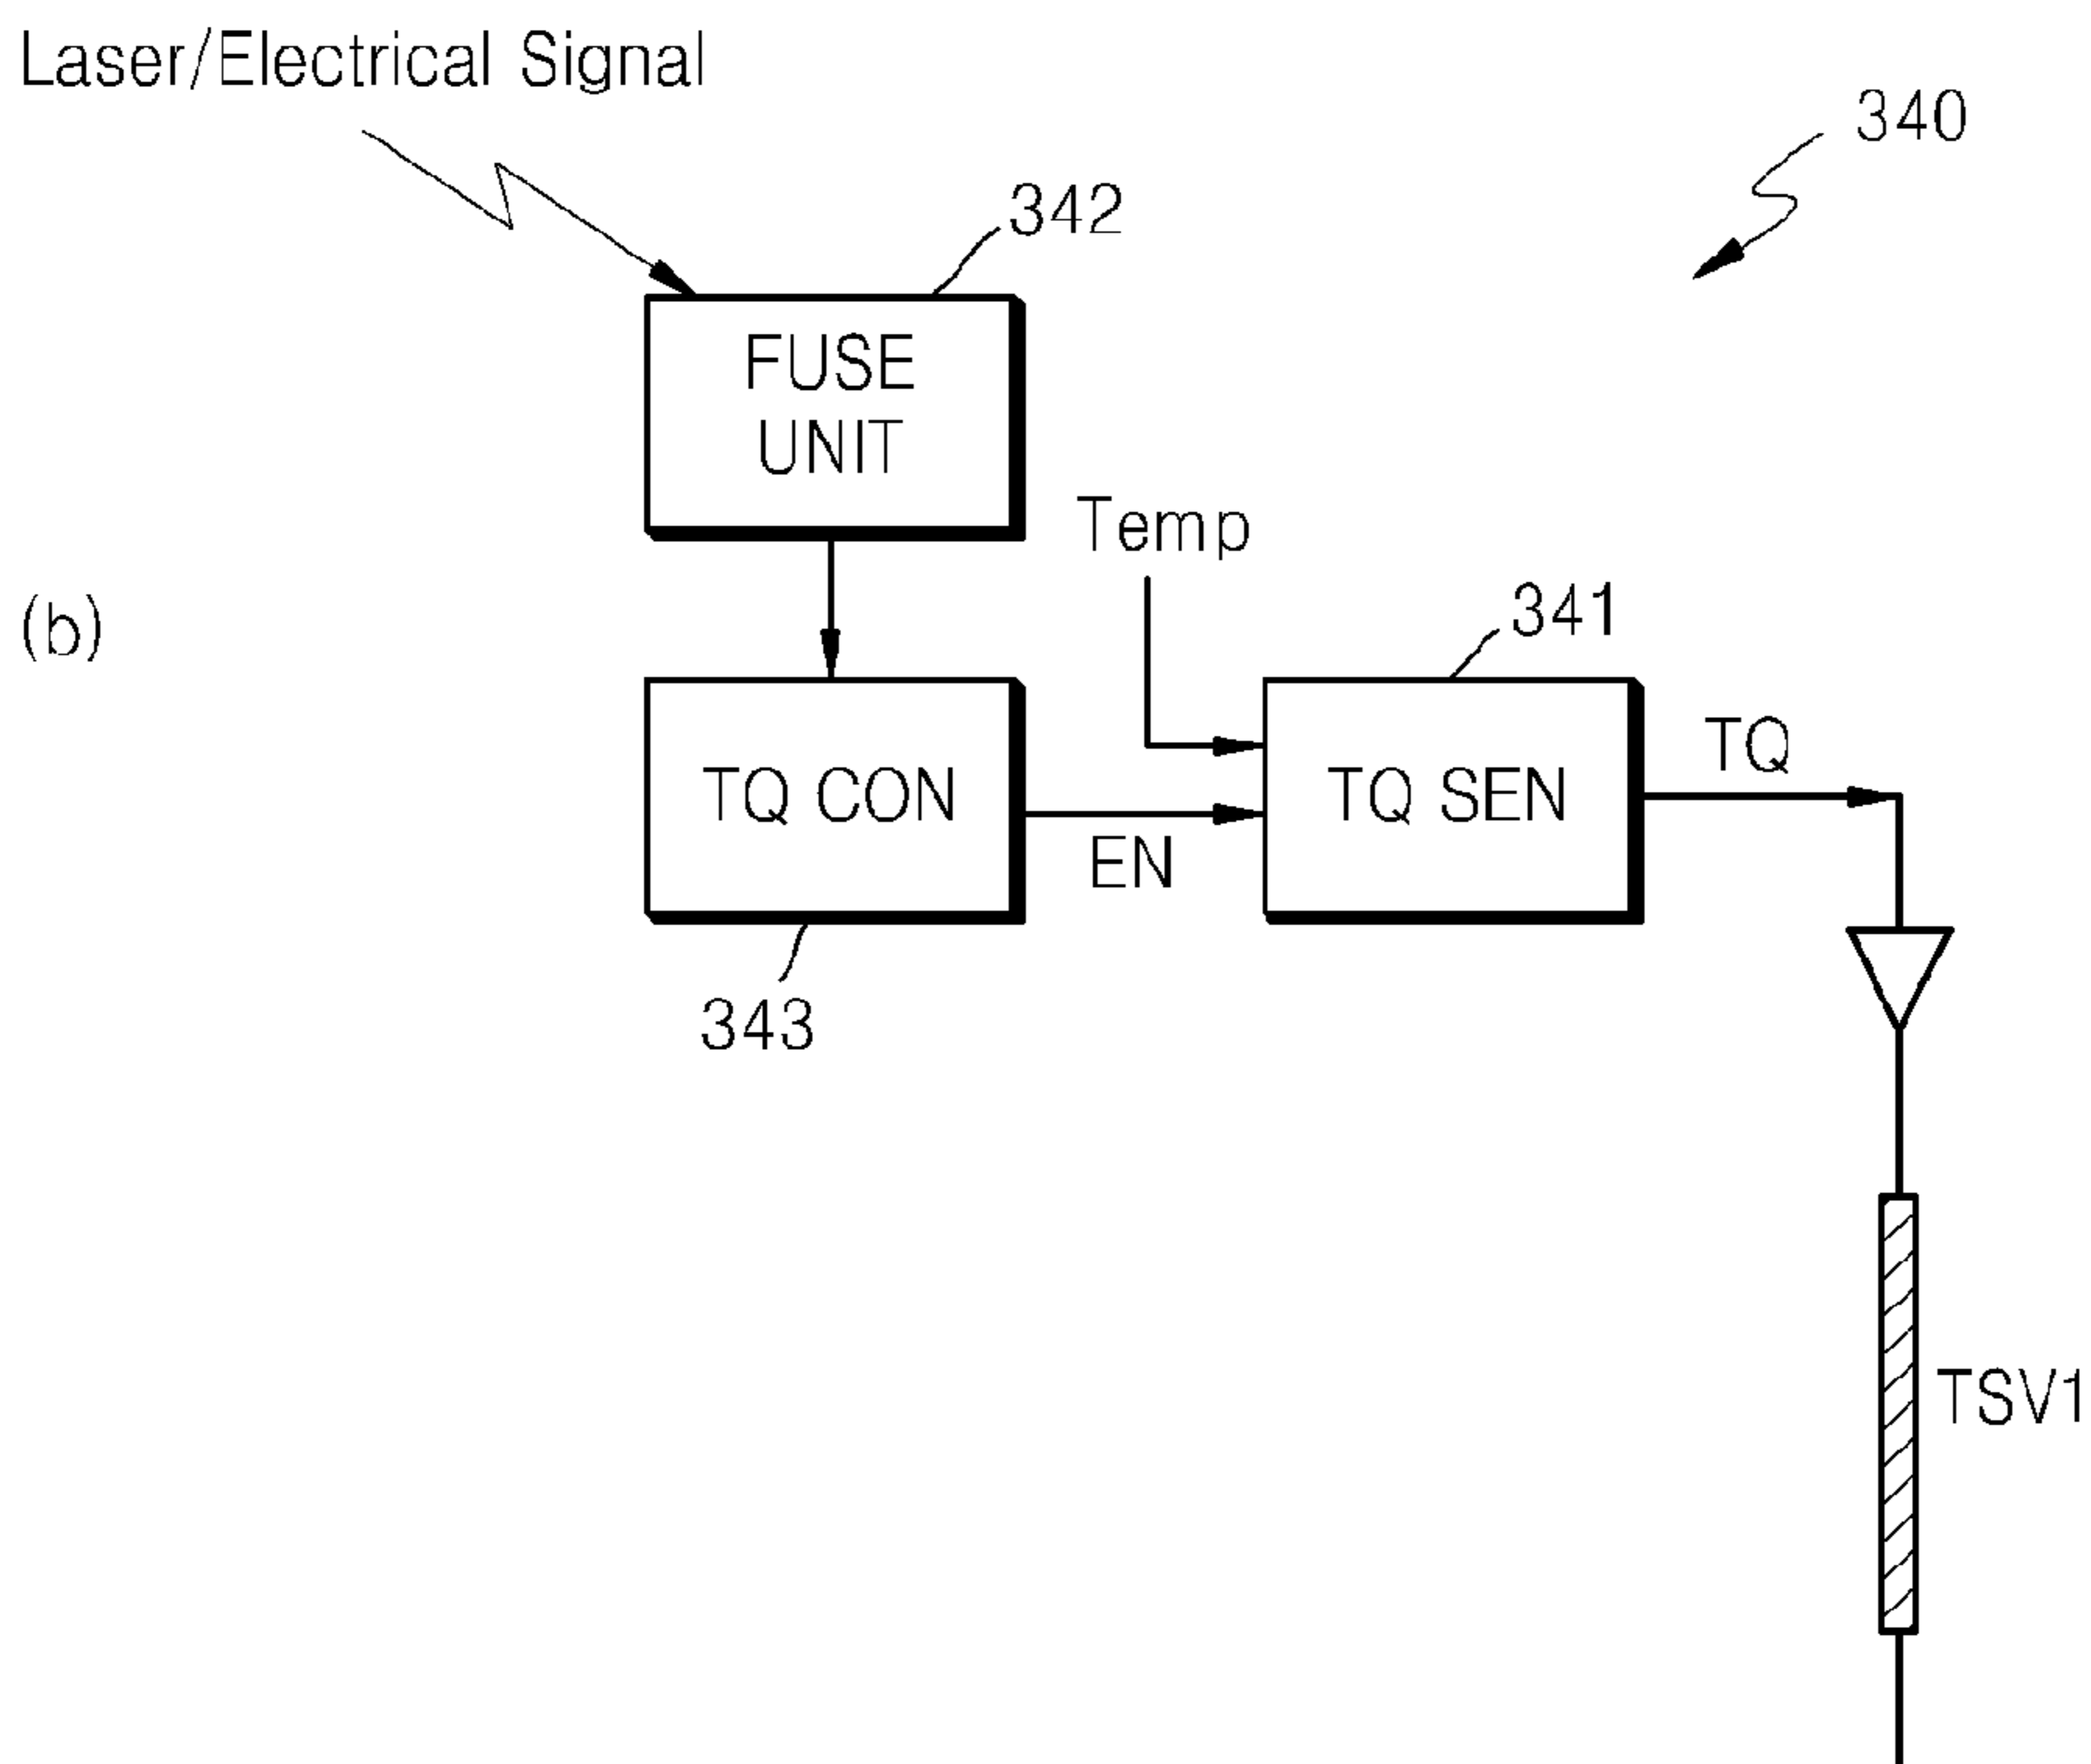 Laser/Electrical Signal
340
342
FUSE
UNIT
Temp
(b)
341
TQ
TQ CON
TQ SEN
EN
343
TSV1